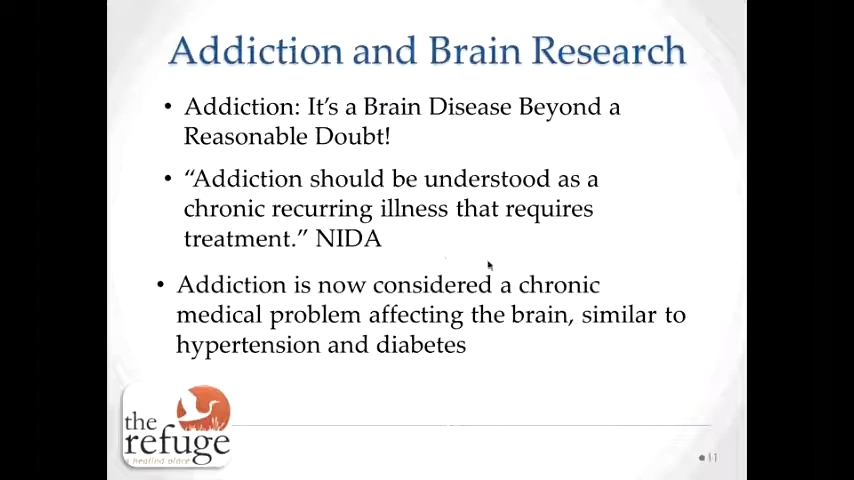 Addiction and Brain Research
• Addiction: It's a Brain Disease Beyond a
Reasonable Doubt!
• “Addiction should be understood as a
chronic recurring illness that requires
treatment.” NIDA
• Addiction is now considered a chronic
medical problem affecting the brain, similar to
hypertension and diabetes
the
refuge
a healing place
•11